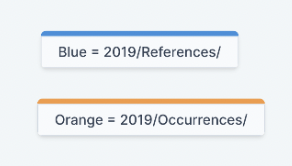 Blue = 2019/References/
Orange = 2019/Occurrences/